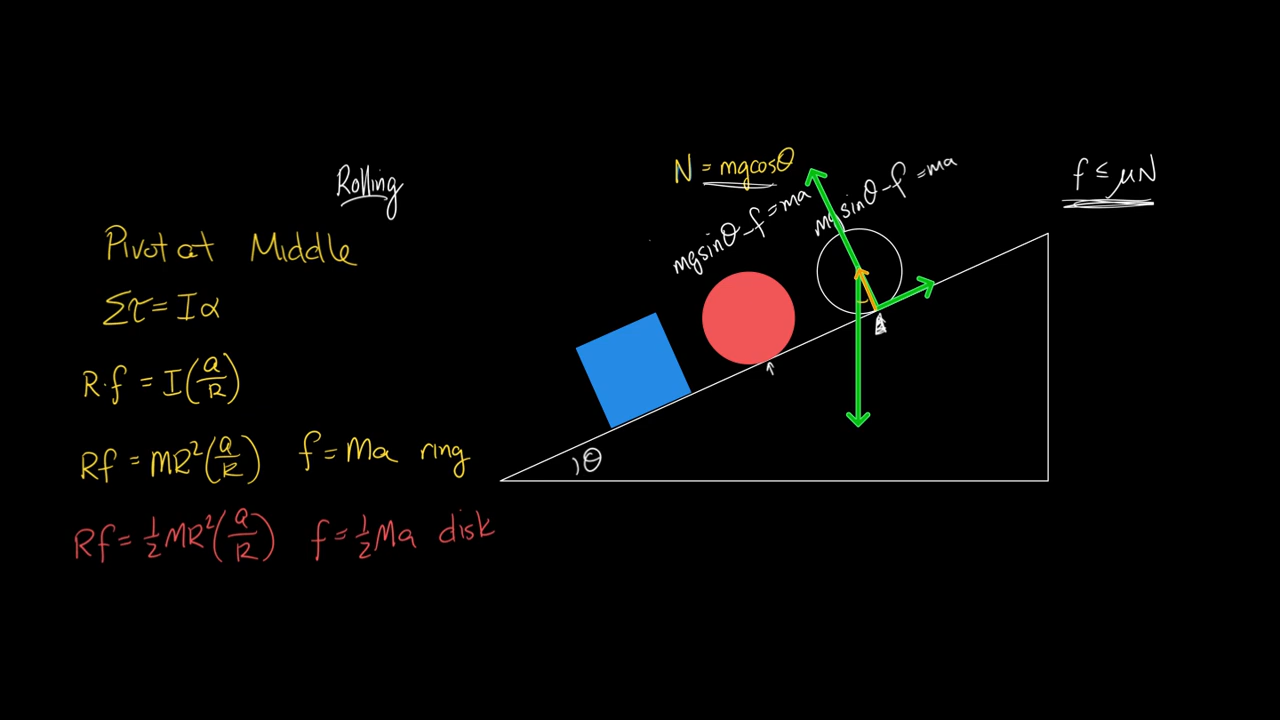 Rolling
Pivot at Middle
Στ = Iα
R·f = I(a/R)
Rf = MR²(a/R) f = Ma ring
Rf = ½MR²(a/R) f = ½Ma disk
N = mgcosθ
mgsinθ - f = ma
mgsinθ - f = ma
f ≤ μN
θ